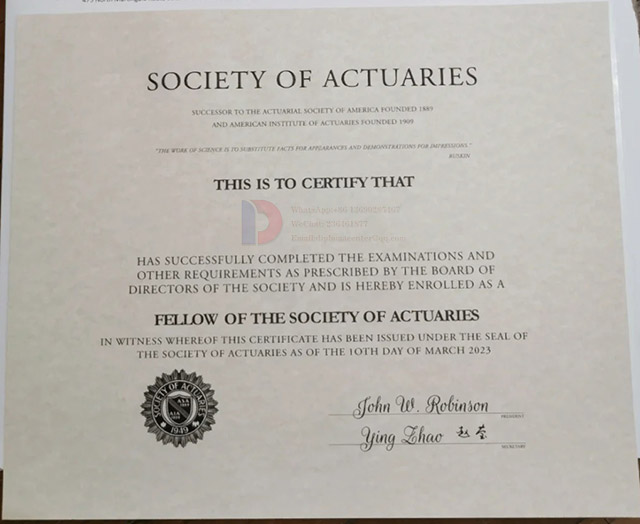 SOCIETY OF ACTUARIES
SUCCESSOR TO THE ACTUARIAL SOCIETY OF AMERICA FOUNDED 1889
AND AMERICAN INSTITUTE OF ACTUARIES FOUNDED 1909
"THE WORK OF SCIENCE IS TO SUBSTITUTE FACTS FOR APPEARANCES AND DEMONSTRATIONS FOR IMPRESSIONS."
RUSKIN
THIS IS TO CERTIFY THAT
HAS SUCCESSFULLY COMPLETED THE EXAMINATIONS AND
OTHER REQUIREMENTS AS PRESCRIBED BY THE BOARD OF
DIRECTORS OF THE SOCIETY AND IS HEREBY ENROLLED AS A
FELLOW OF THE SOCIETY OF ACTUARIES
IN WITNESS WHEREOF THIS CERTIFICATE HAS BEEN ISSUED UNDER THE SEAL OF
THE SOCIETY OF ACTUARIES AS OF THE 10TH DAY OF MARCH 2023
SOCIETY OF ACTUARIES
1949
John W. Robinson
PRESIDENT
Ying Zhao 赵莹
SECRETARY